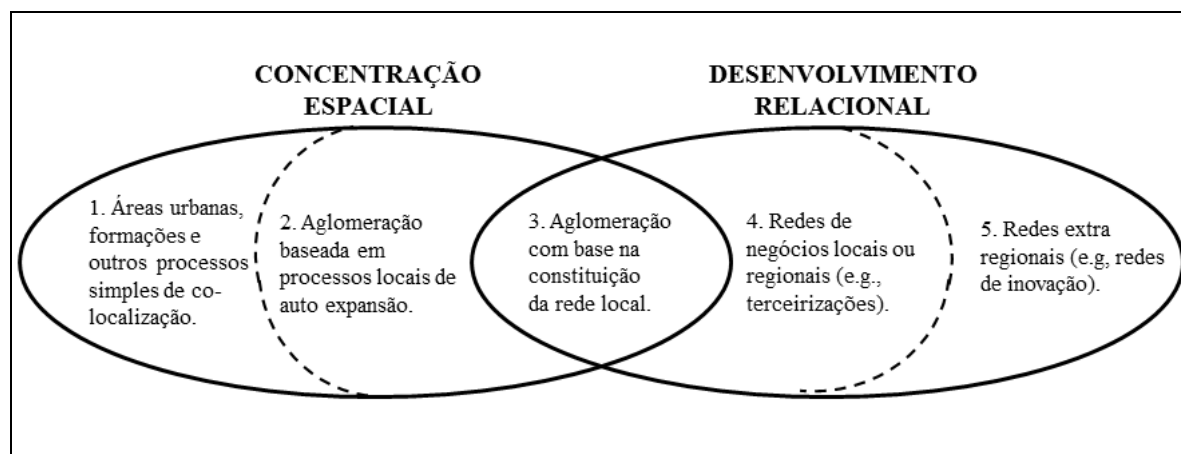 CONCENTRAÇÃO
ESPACIAL
DESENVOLVIMENTO
RELACIONAL
1. Áreas urbanas,
formações e
outros processos
simples de co-
localização.
2. Aglomeração
baseada em
processos locais de
auto expansão.
3. Aglomeração
com base na
constituição
da rede local.
4. Redes de
negócios locais ou
regionais (e.g.,
terceirizações).
5. Redes extra
regionais (e.g, redes
de inovação).